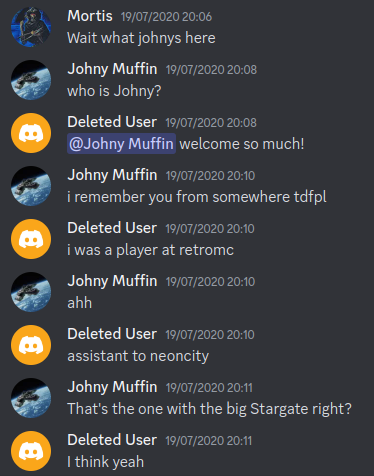 Mortis 19/07/2020 20:06
Wait what johnys here
Johny Muffin 19/07/2020 20:08
who is Johny?
Deleted User 19/07/2020 20:08
@Johny Muffin welcome so much!
Johny Muffin 19/07/2020 20:10
i remember you from somewhere tdfpl
Deleted User 19/07/2020 20:10
i was a player at retromc
Johny Muffin 19/07/2020 20:10
ahh
Deleted User 19/07/2020 20:10
assistant to neoncity
Johny Muffin 19/07/2020 20:11
That's the one with the big Stargate right?
Deleted User 19/07/2020 20:11
I think yeah